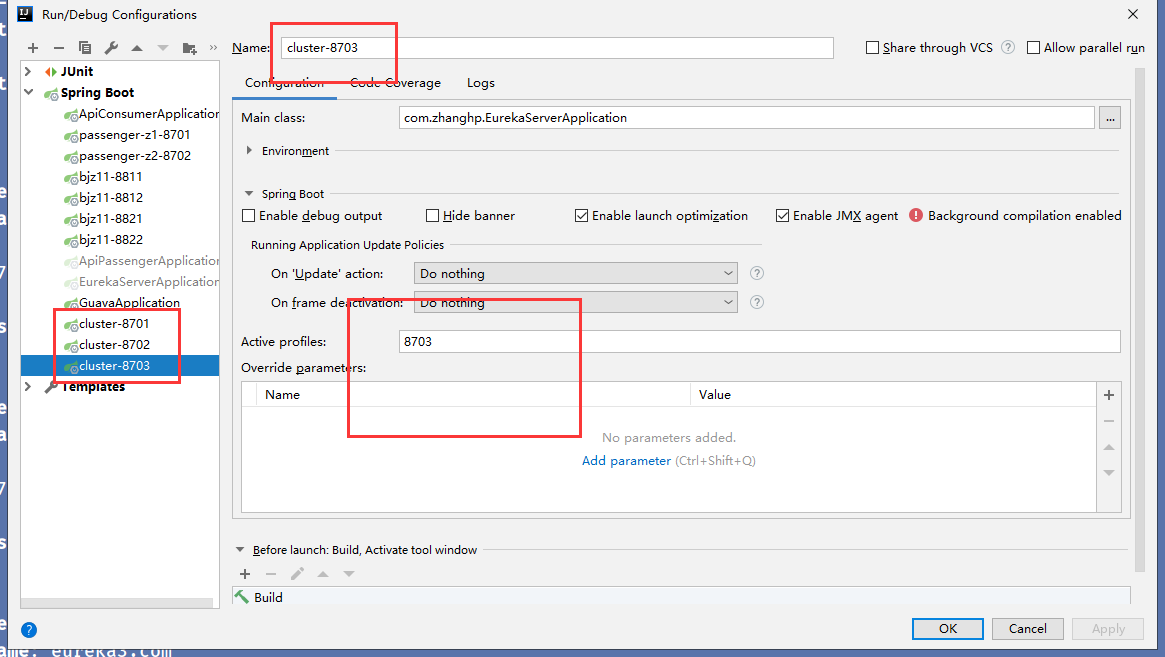 Run/Debug Configurations
Name: cluster-8703
Share through VCS
Allow parallel run
Configuration Code Coverage Logs
JUnit
Spring Boot
ApiConsumerApplication
passenger-z1-8701
passenger-z2-8702
bjz11-8811
bjz11-8812
bjz11-8821
bjz11-8822
ApiPassengerApplication
EurekaServerApplication
GuavaApplication
cluster-8701
cluster-8702
cluster-8703
Templates
Main class: com.zhanghp.EurekaServerApplication ...
Environment
Spring Boot
Enable debug output Hide banner Enable launch optimization Enable JMX agent Background compilation enabled
Running Application Update Policies
On 'Update' action: Do nothing
On frame deactivation: Do nothing
Active profiles: 8703
Override parameters:
Name Value
No parameters added.
Add parameter (Ctrl+Shift+Q)
Before launch: Build, Activate tool window
Build
OK Cancel Apply
ame: eureka3.com